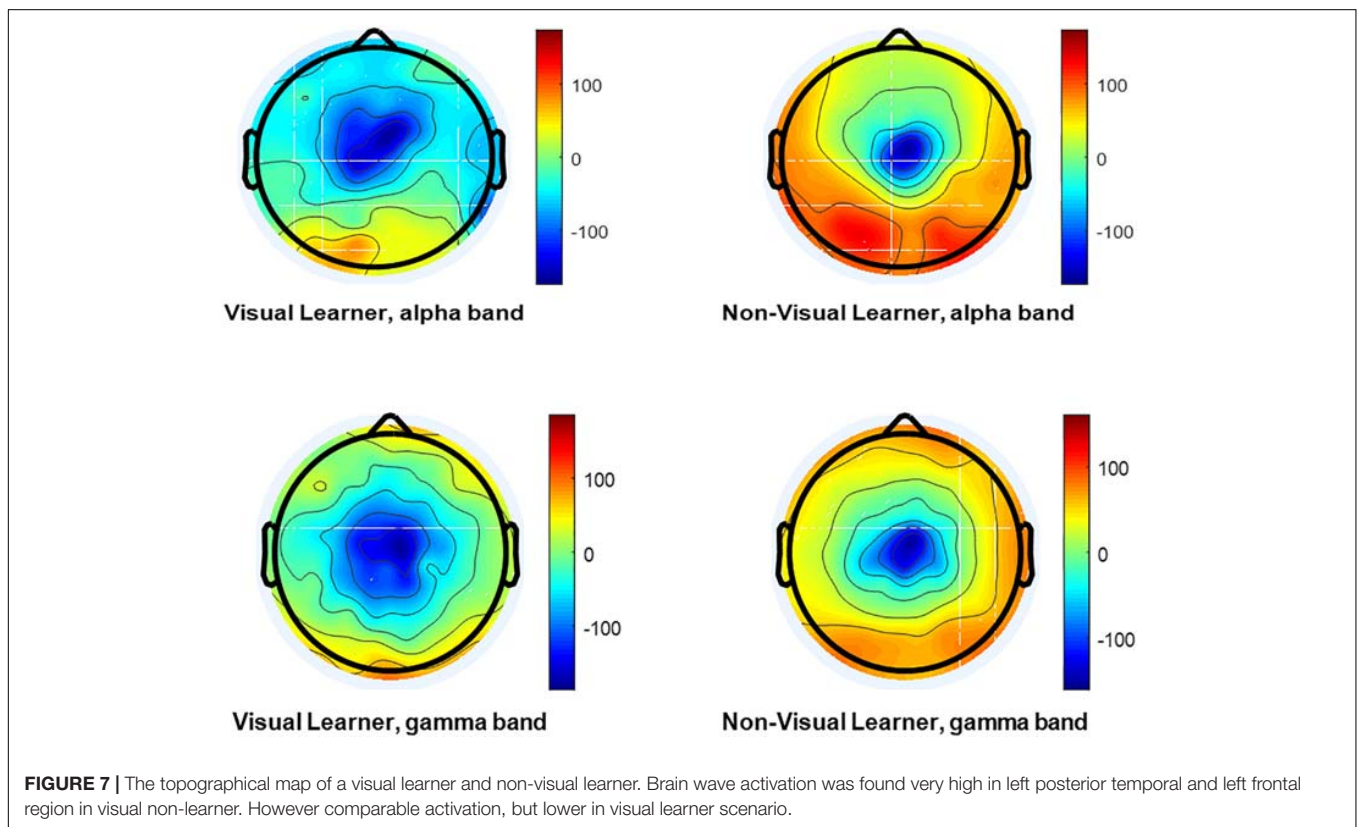 100
0
-100
100
0
-100
Visual Learner, alpha band
Non-Visual Learner, alpha band
100
0
-100
100
0
-100
Visual Learner, gamma band
Non-Visual Learner, gamma band
FIGURE 7 | The topographical map of a visual learner and non-visual learner. Brain wave activation was found very high in left posterior temporal and left frontal
region in visual non-learner. However comparable activation, but lower in visual learner scenario.